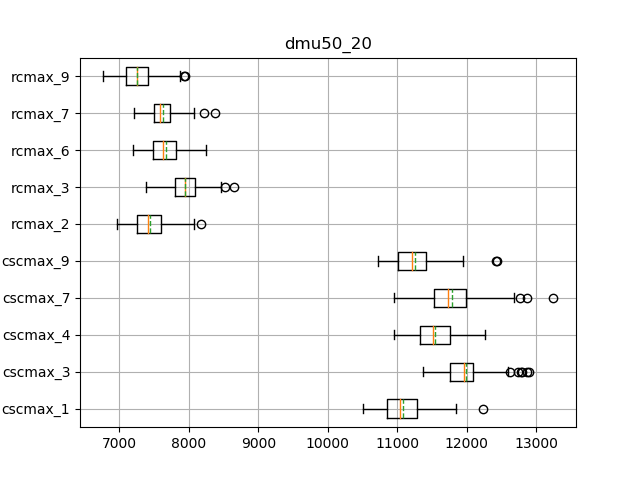 dmu50_20
rcmax_9
rcmax_7
rcmax_6
rcmax_3
rcmax_2
cscmax_9
cscmax_7
cscmax_4
cscmax_3
cscmax_1
7000 8000 9000 10000 11000 12000 13000